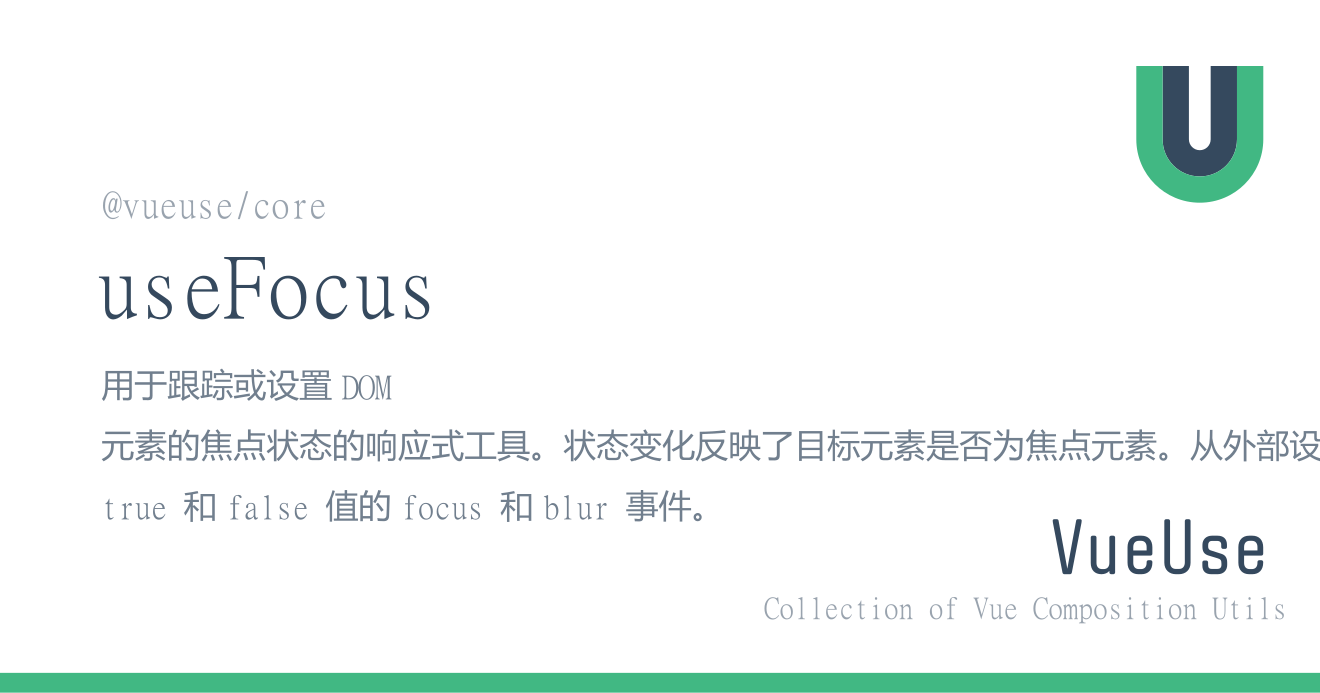 @vueuse/core
useFocus
用于跟踪或设置 DOM
元素的焦点状态的响应式工具。状态变化反映了目标元素是否为焦点元素。从外部设
true 和 false 值的 focus 和 blur 事件。
VueUse
Collection of Vue Composition Utils